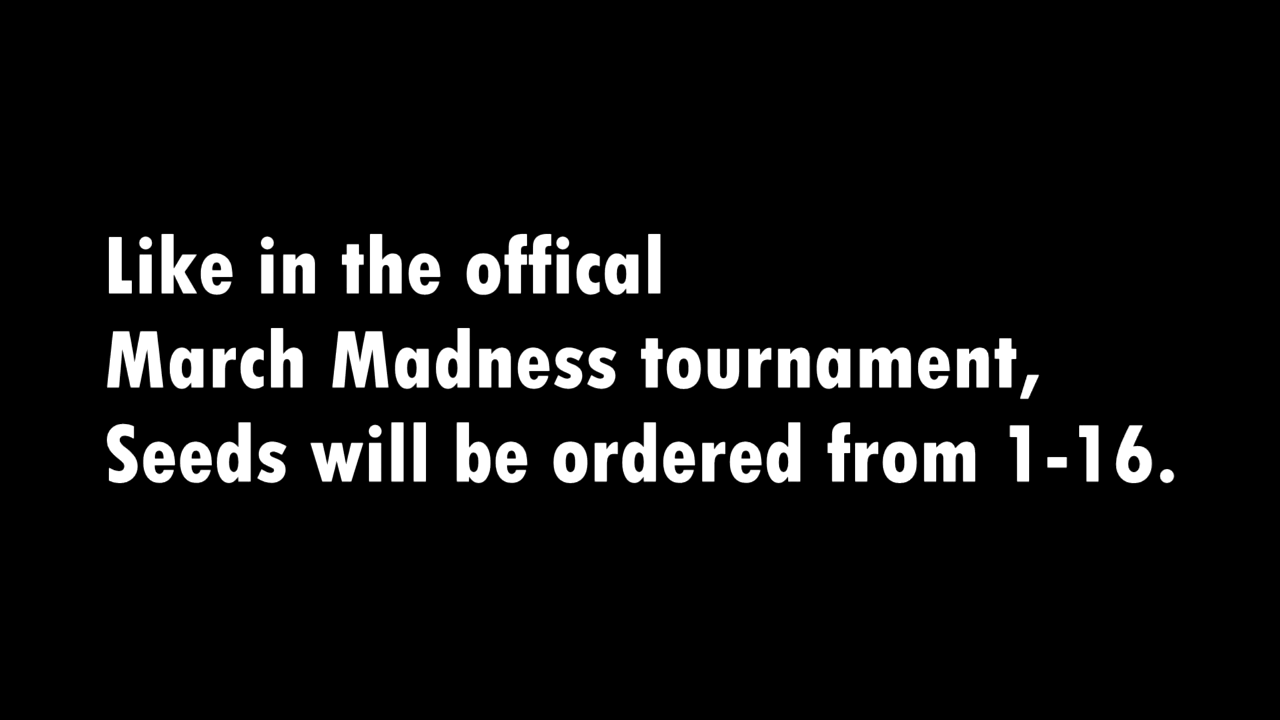 Like in the offical
March Madness tournament,
Seeds will be ordered from 1-16.